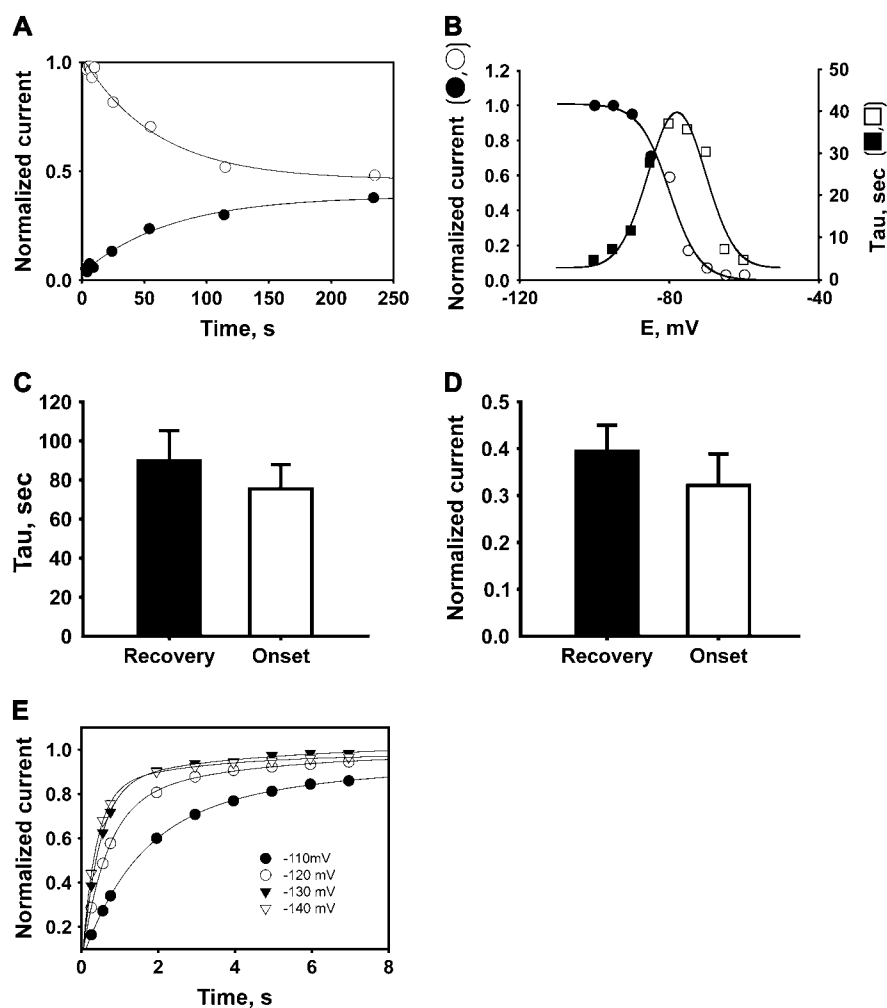 A
Normalized current
1.0
0.5
0.0
0
50
100
150
200
250
Time, s
B
Normalized current (●,○)
1.2
1.0
0.8
0.6
0.4
0.2
0.0
-120
-80
-40
E, mV
50
40
30
20
10
0
Tau, sec (■,□)
C
Tau, sec
120
100
80
60
40
20
0
Recovery
Onset
D
Normalized current
0.5
0.4
0.3
0.2
0.1
0.0
Recovery
Onset
E
Normalized current
1.0
0.8
0.6
0.4
0.2
0
2
4
6
8
Time, s
-110mV
-120 mV
-130 mV
-140 mV